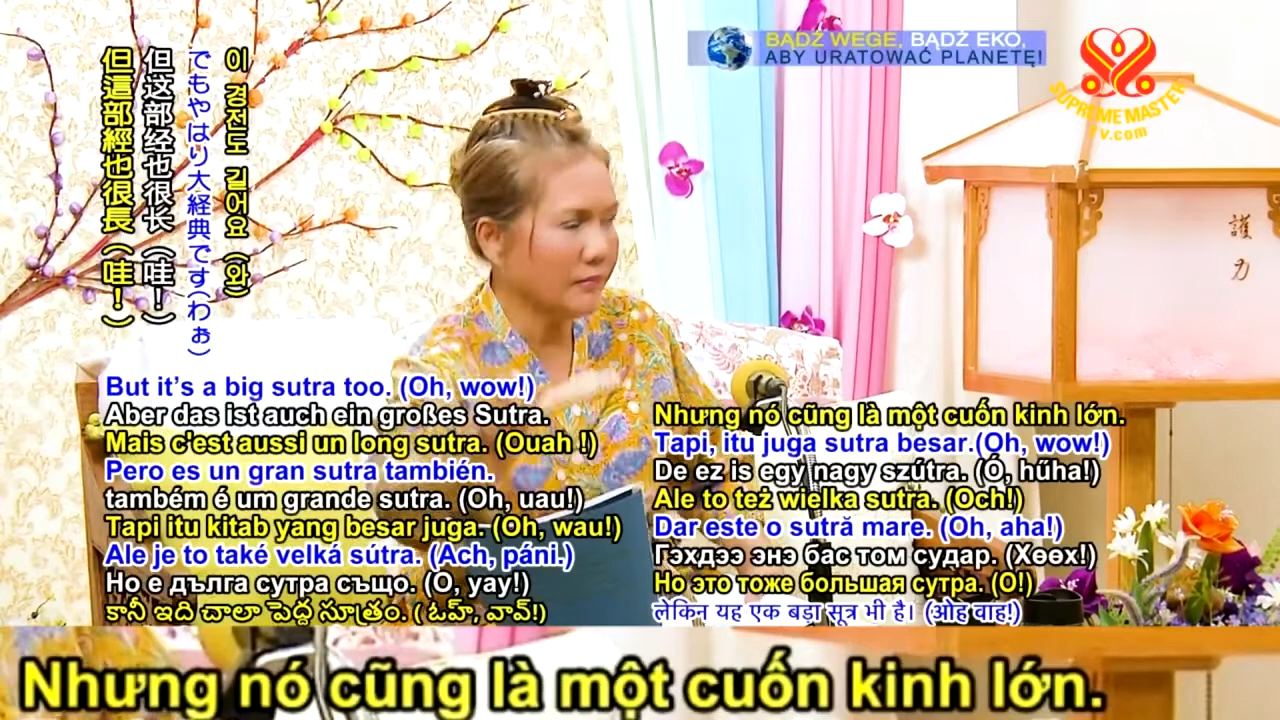 BĄDŹ WEGE, BĄDŹ EKO,
ABY URATOWAĆ PLANETĘ!
SUPREME MASTER
TV.com
이 경전도 길어요 (와)
でもやはり大経典です(わぉ)
但这部经也很长（哇！）
但這部經也很長（哇！）
護
力
But it’s a big sutra too. (Oh, wow!)
Aber das ist auch ein großes Sutra.
Mais c'est aussi un long sutra. (Ouah !)
Pero es un gran sutra también.
também é um grande sutra. (Oh, uau!)
Tapi itu kitab yang besar juga. (Oh, wau!)
Ale je to také velká sútra. (Ach, páni.)
Но е дълга сутра също. (О, yay!)
కానీ ఇది చాలా పెద్ద సూత్రం. ( ఓహ్, వావ్!)
Nhưng nó cũng là một cuốn kinh lớn.
Tapi, itu juga sutra besar.(Oh, wow!)
De ez is egy nagy szútra. (Ó, hűha!)
Ale to też wielka sutra. (Och!)
Dar este o sutră mare. (Oh, aha!)
Гэхдээ энэ бас том судар. (Хөөх!)
Но это тоже большая сутра. (О!)
लेकिन यह एक बड़ा सूत्र भी है। (ओह वाह!)
Nhưng nó cũng là một cuốn kinh lớn.